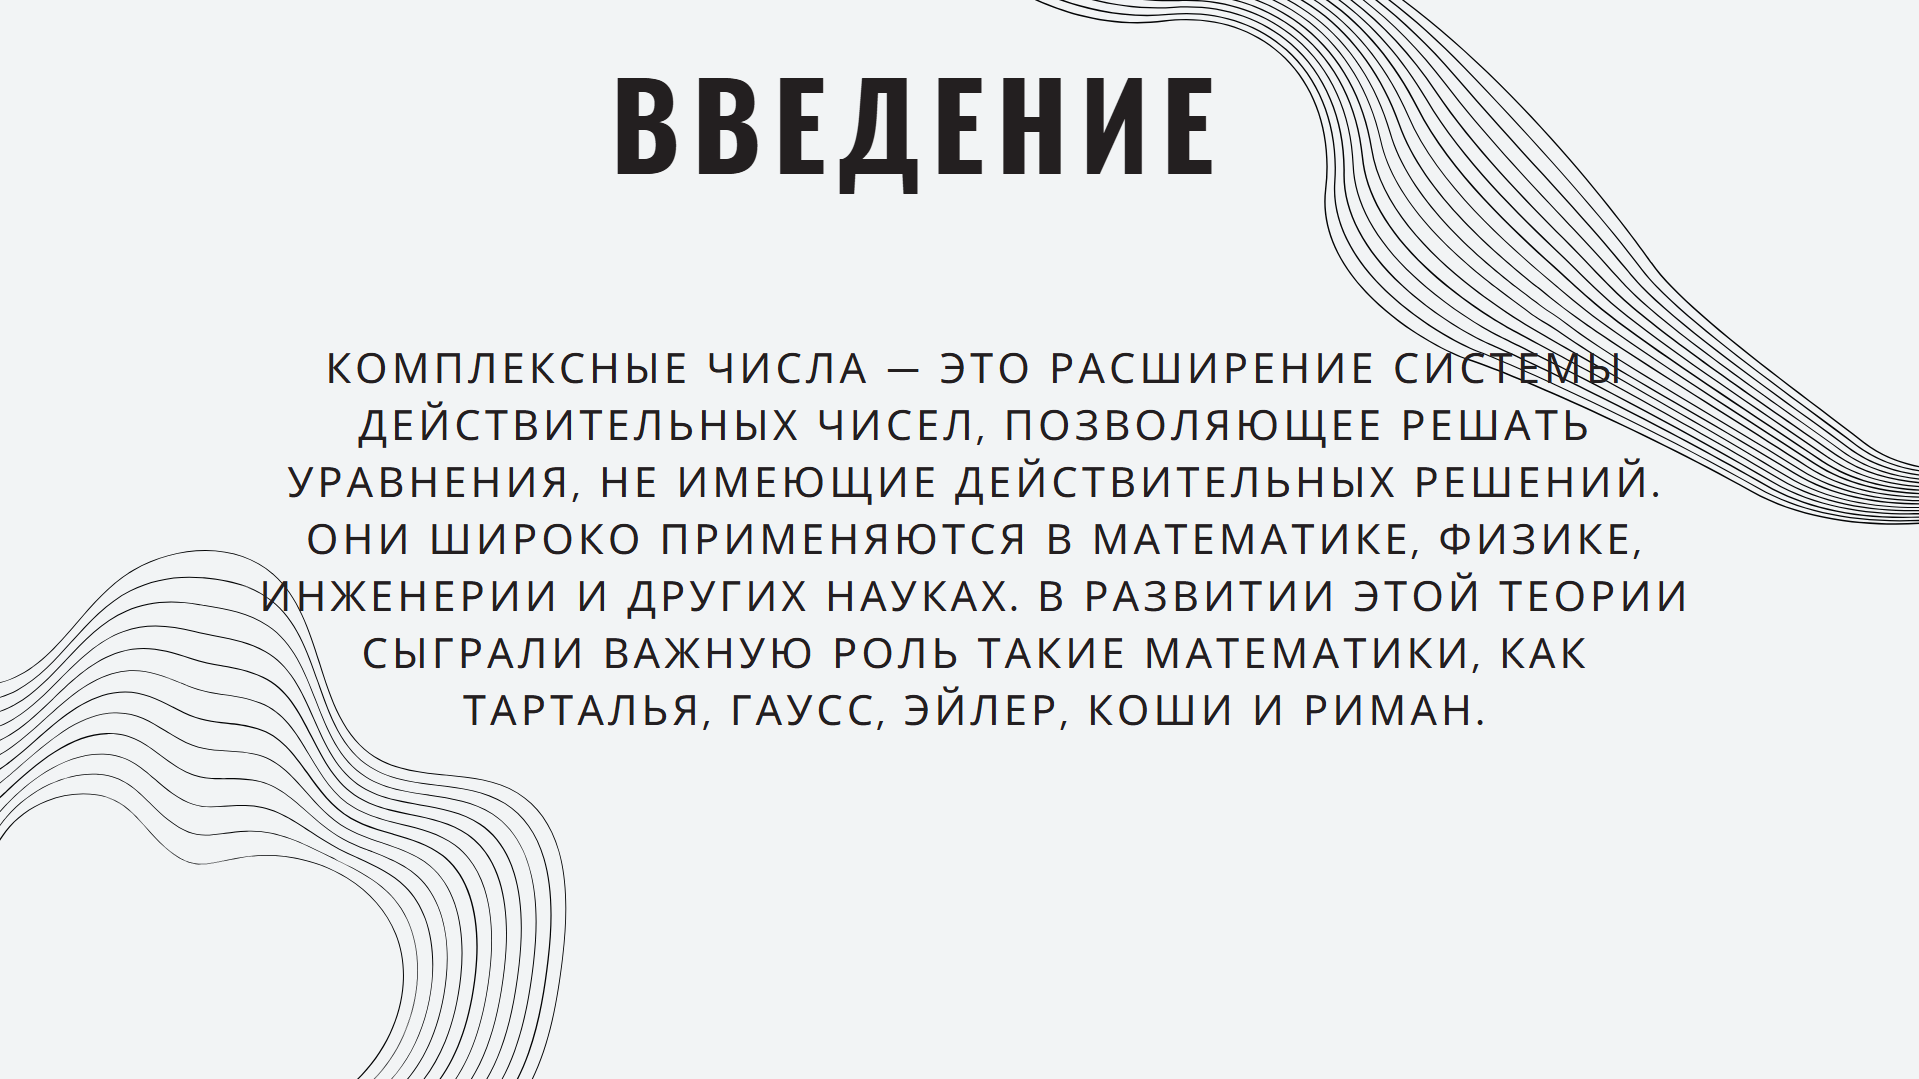 ВВЕДЕНИЕ
КОМПЛЕКСНЫЕ ЧИСЛА — ЭТО РАСШИРЕНИЕ СИСТЕМЫ
ДЕЙСТВИТЕЛЬНЫХ ЧИСЕЛ, ПОЗВОЛЯЮЩЕЕ РЕШАТЬ
УРАВНЕНИЯ, НЕ ИМЕЮЩИЕ ДЕЙСТВИТЕЛЬНЫХ РЕШЕНИЙ.
ОНИ ШИРОКО ПРИМЕНЯЮТСЯ В МАТЕМАТИКЕ, ФИЗИКЕ,
ИНЖЕНЕРИИ И ДРУГИХ НАУКАХ. В РАЗВИТИИ ЭТОЙ ТЕОРИИ
СЫГРАЛИ ВАЖНУЮ РОЛЬ ТАКИЕ МАТЕМАТИКИ, КАК
ТАРТАЛЬЯ, ГАУСС, ЭЙЛЕР, КОШИ И РИМАН.